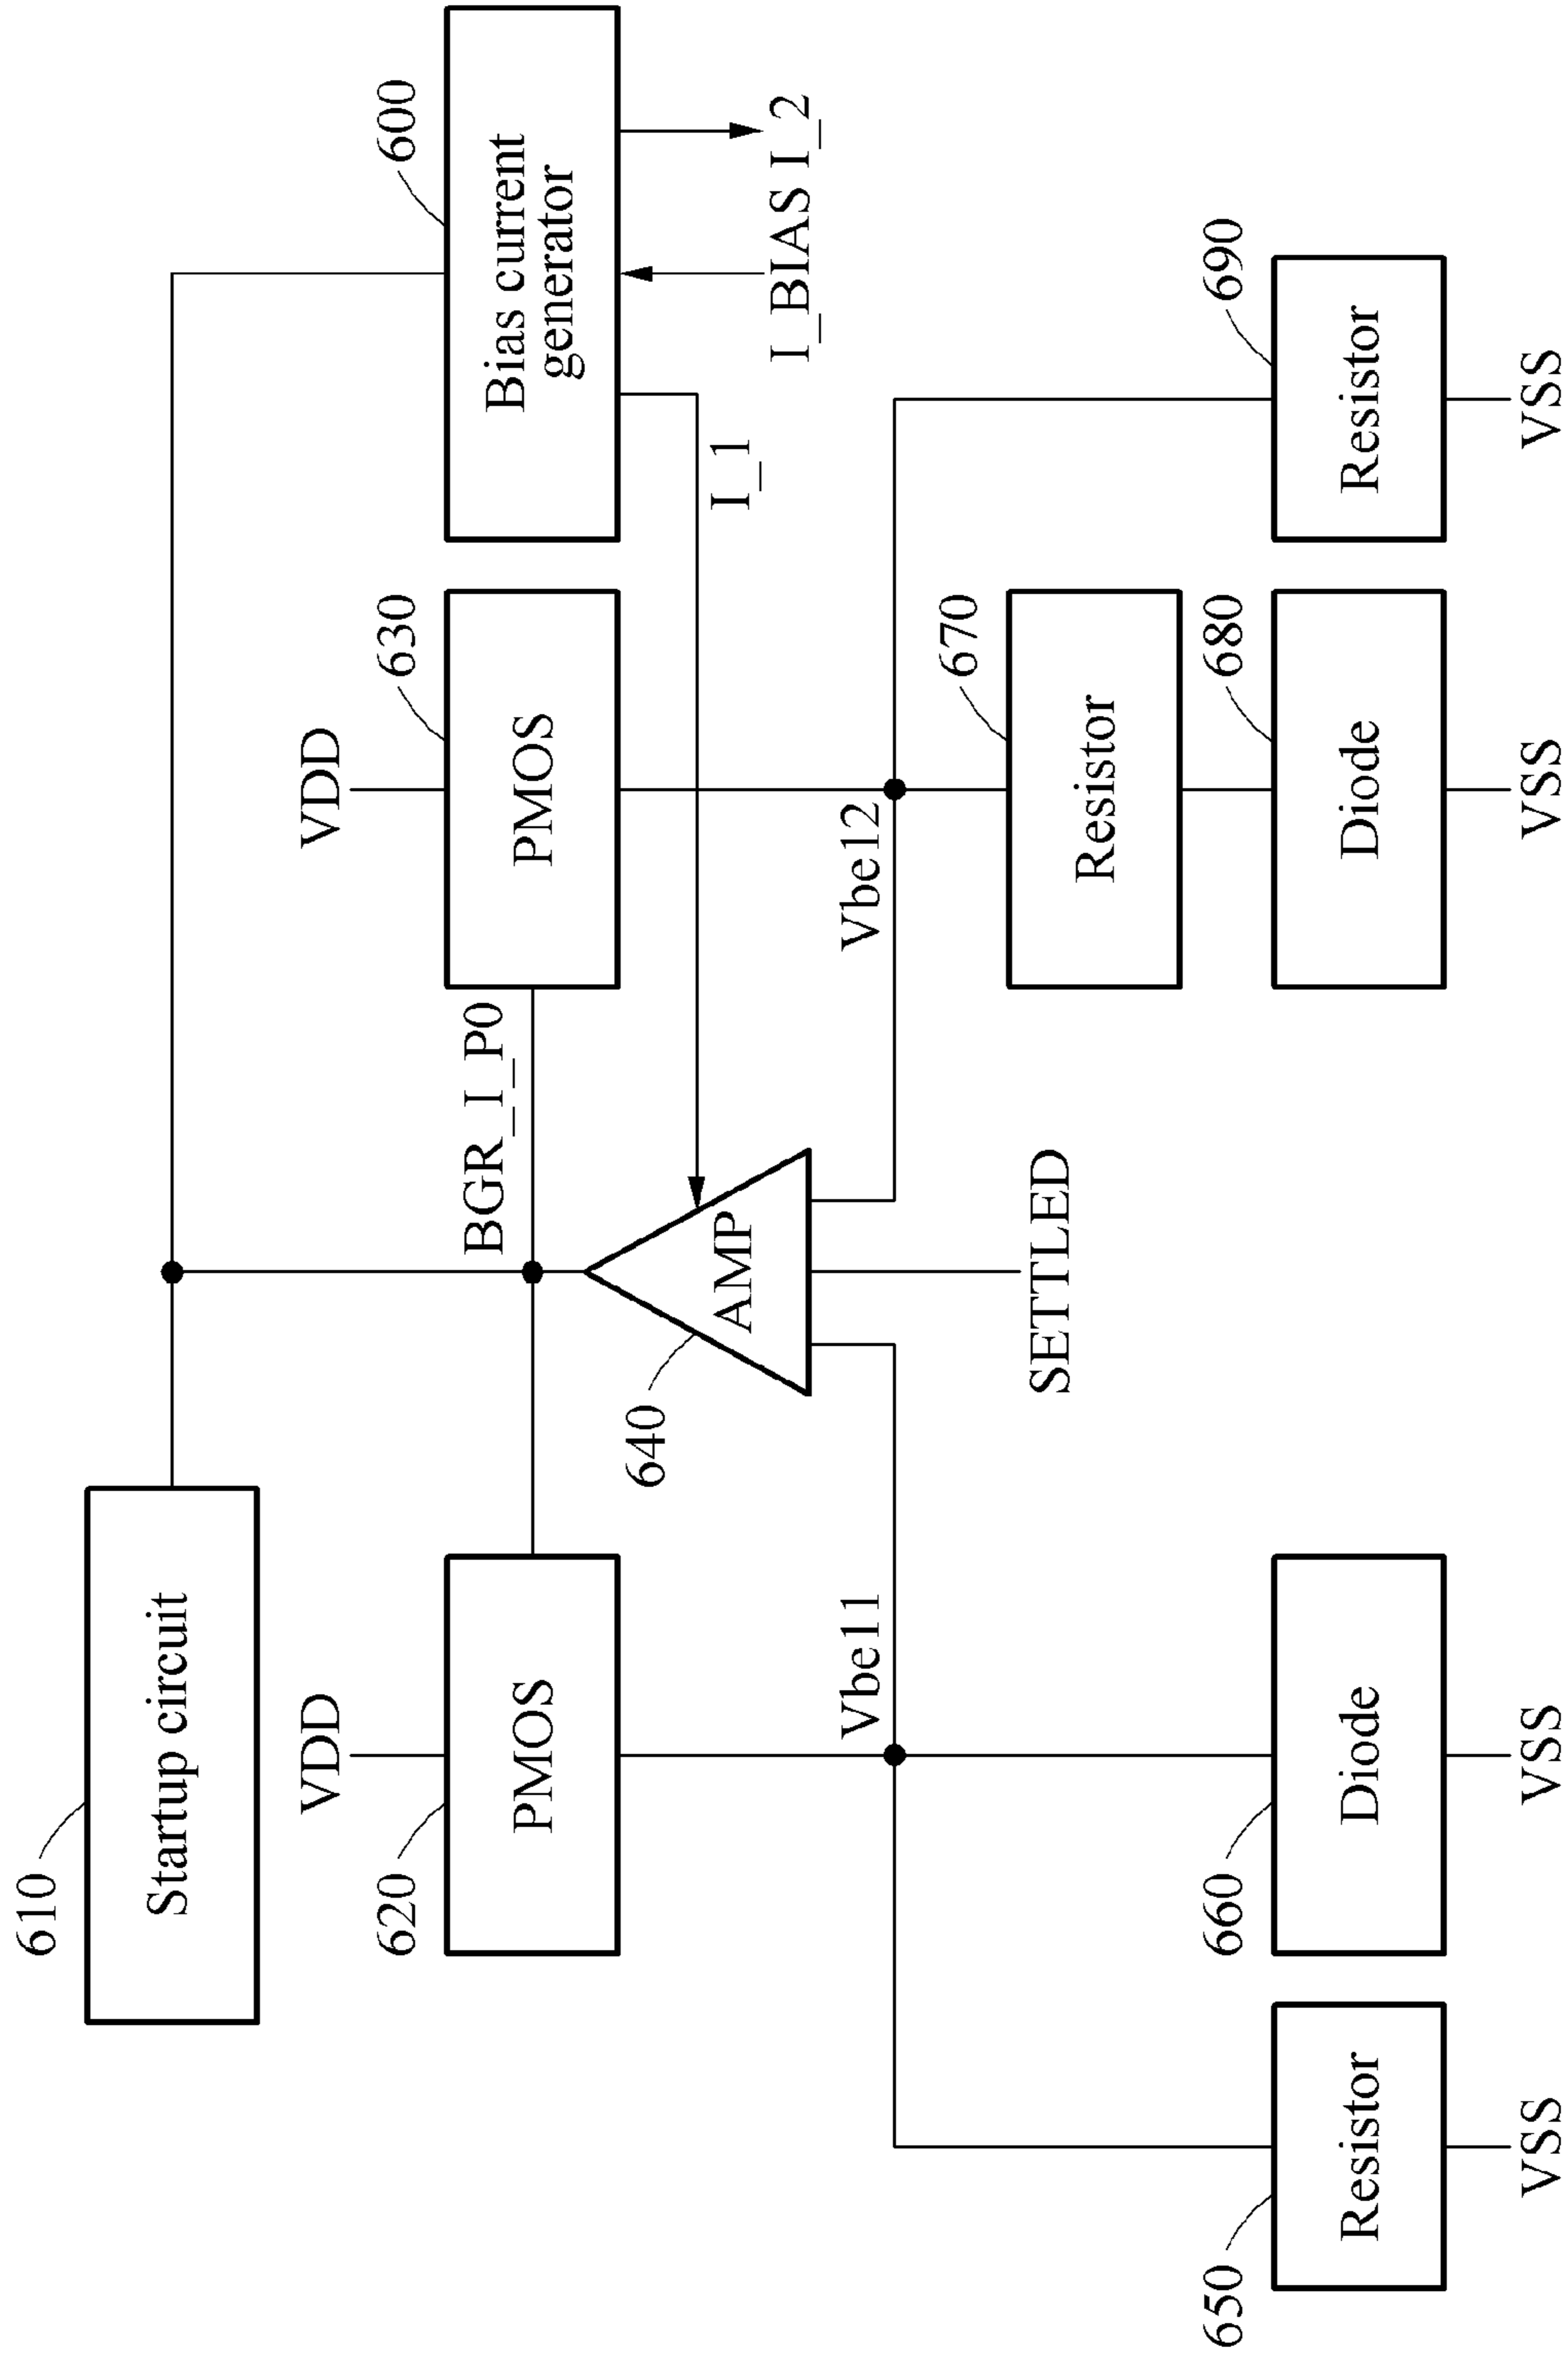 610
Startup circuit
VDD
VDD
600
620
PMOS
BGR_I_P0
630
PMOS
Bias current
generator
640
AMP
I_1
I_BIAS
I_2
Vbe11
Vbe12
SETTLED
670
Resistor
650
Resistor
660
Diode
680
Diode
690
Resistor
VSS
VSS
VSS
VSS